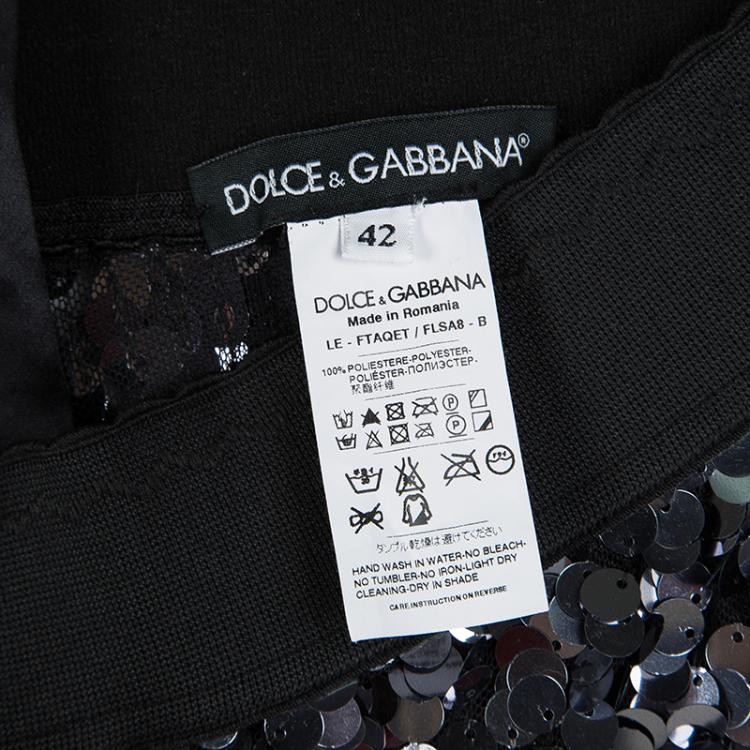 DOLCE & GABBANA®
42
DOLCE & GABBANA
Made in Romania
LE - FTAQET / FLSA8 - B
100% POLIESTERE-POLYESTER-
POLIÉSTER-ПОЛИЭСТЕР-
聚酯纤维
P
P
タンブル乾燥は避けてください
HAND WASH IN WATER-NO BLEACH-
NO TUMBLER-NO IRON-LIGHT DRY
CLEANING-DRY IN SHADE
CARE INSTRUCTION ON REVERSE